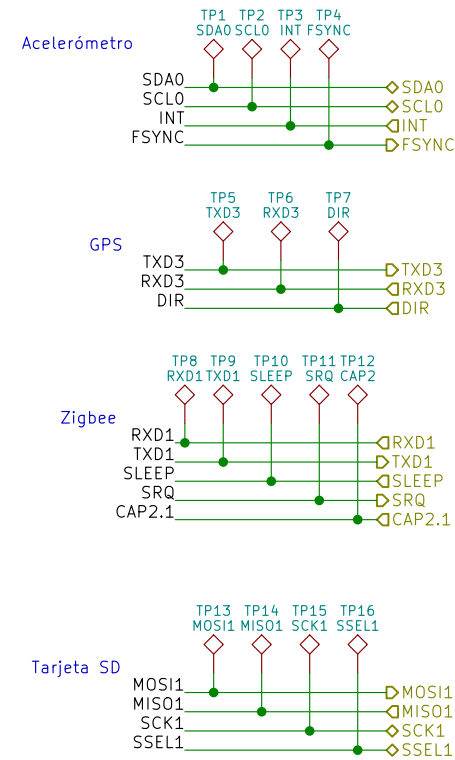 TP1 TP2 TP3 TP4
SDA0 SCL0 INT FSYNC
Acelerómetro
SDA0 SDA0
SCL0 SCL0
INT INT
FSYNC FSYNC
TP5 TP6 TP7
TXD3 RXD3 DIR
GPS
TXD3 TXD3
RXD3 RXD3
DIR DIR
TP8 TP9 TP10 TP11 TP12
RXD1 TXD1 SLEEP SRQ CAP2
Zigbee
RXD1 RXD1
TXD1 TXD1
SLEEP SLEEP
SRQ SRQ
CAP2.1 CAP2.1
TP13 TP14 TP15 TP16
MOSI1 MISO1 SCK1 SSEL1
Tarjeta SD
MOSI1 MOSI1
MISO1 MISO1
SCK1 SCK1
SSEL1 SSEL1